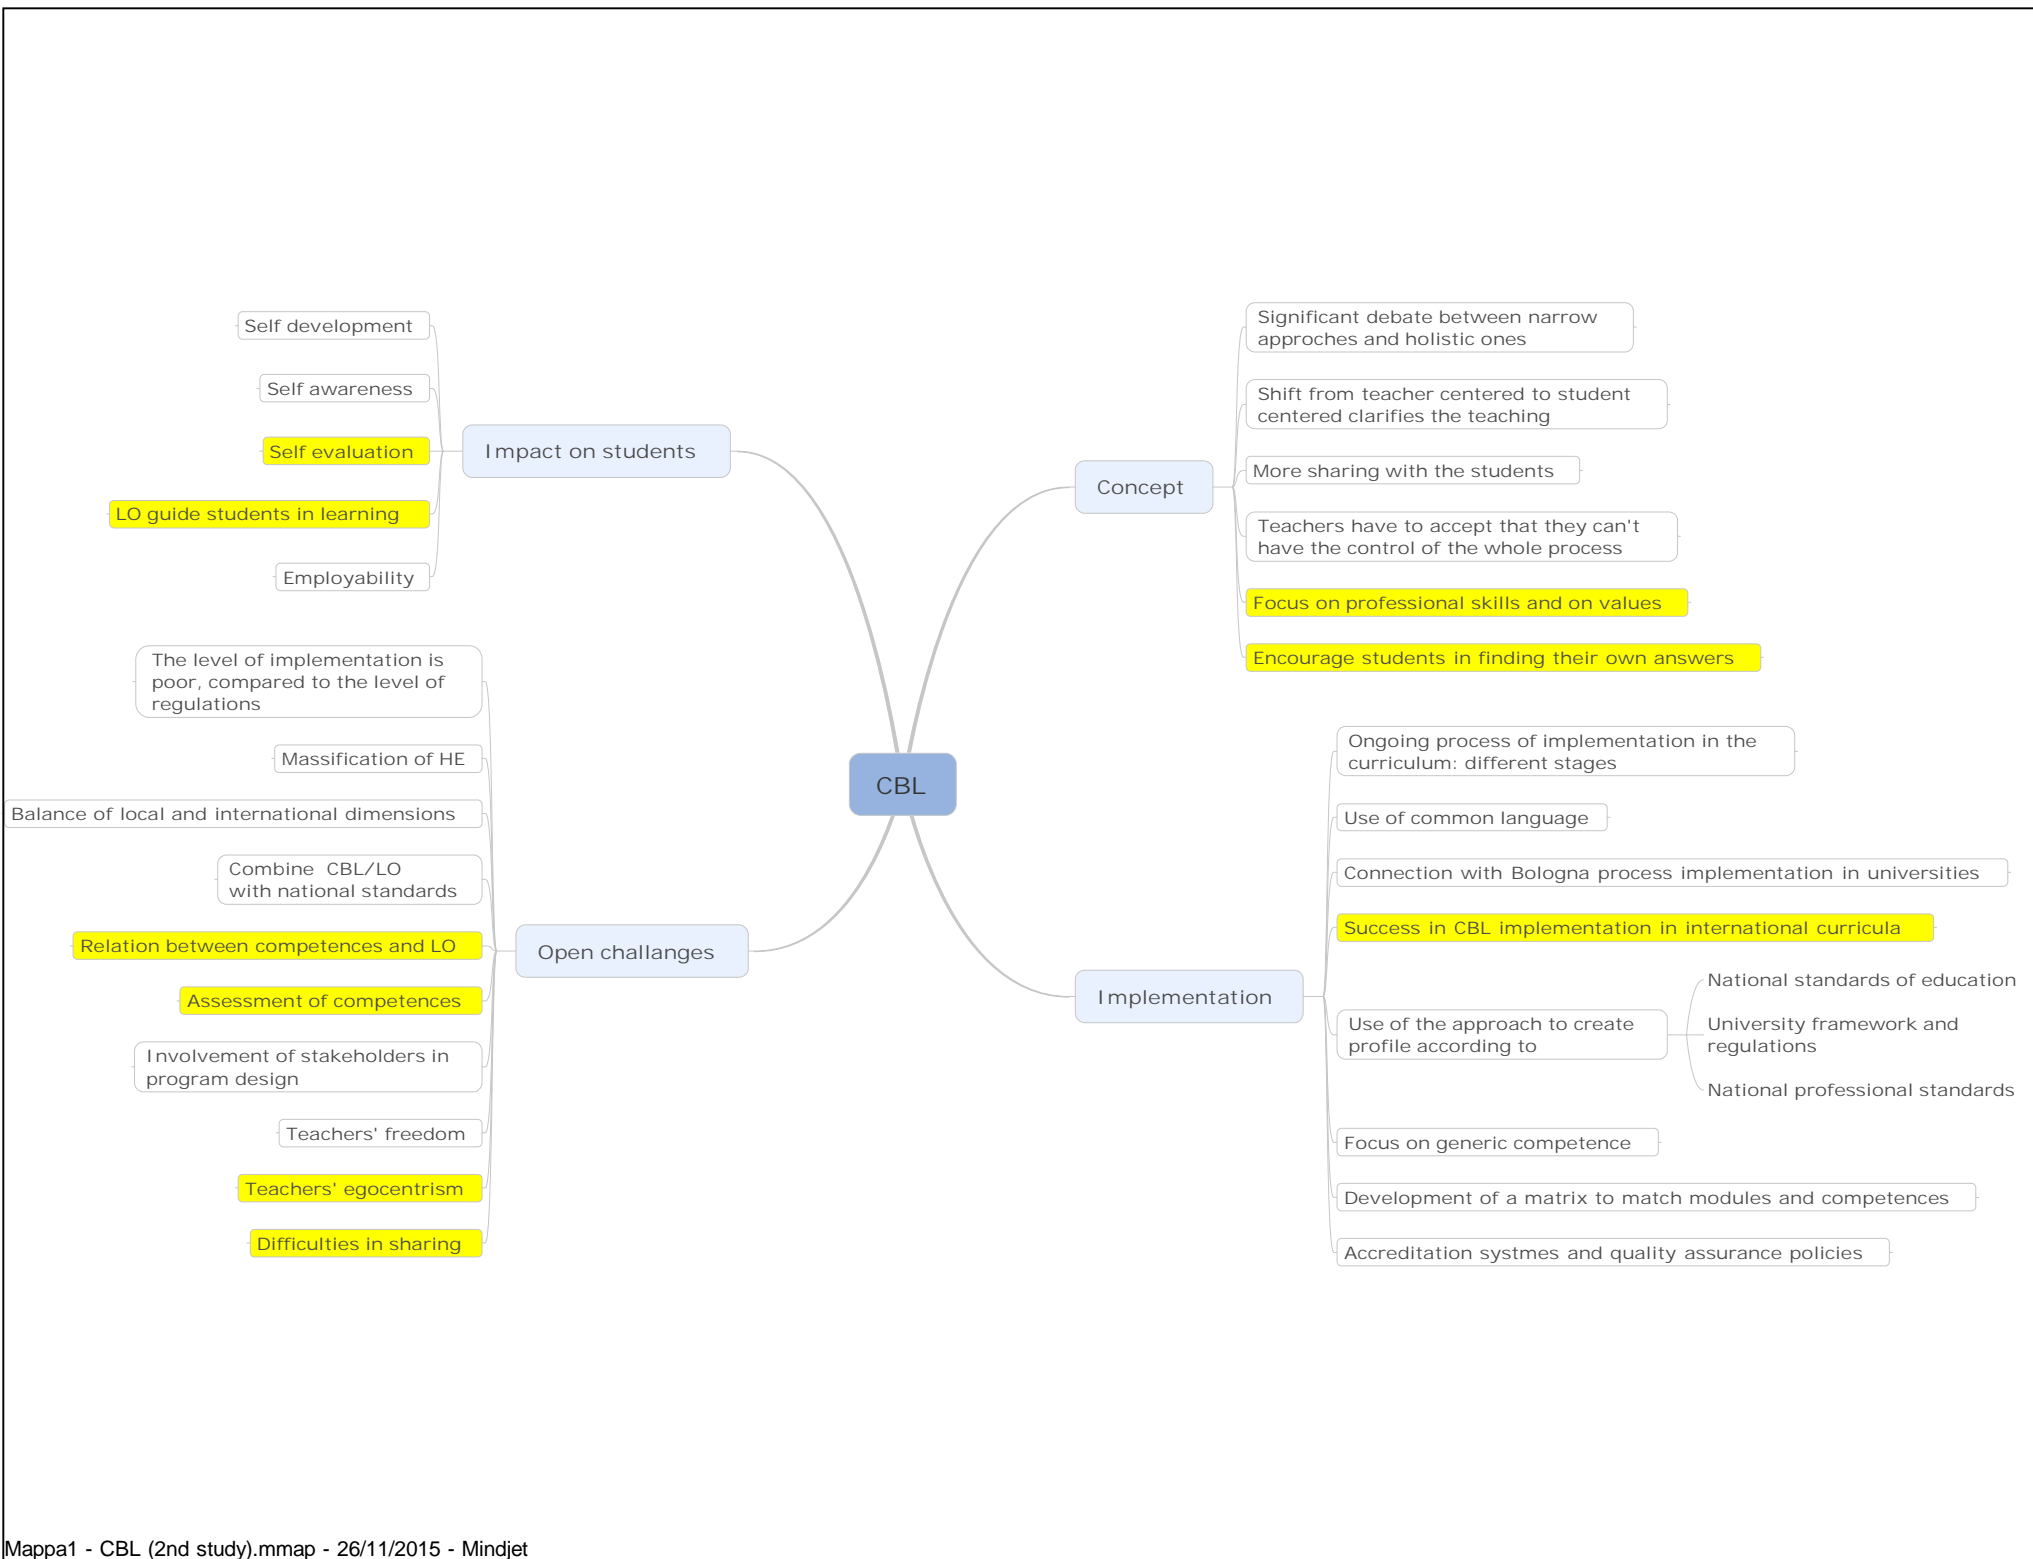 CBL
Concept
Significant debate between narrow
approches and holistic ones
Shift from teacher centered to student
centered clarifies the teaching
More sharing with the students
Teachers have to accept that they can't
have the control of the whole process
Focus on professional skills and on values
Encourage students in finding their own answers
Implementation
Ongoing process of implementation in the
curriculum: different stages
Use of common language
Connection with Bologna process implementation in universities
Success in CBL implementation in international curricula
Use of the approach to create
profile according to
National standards of education
University framework and
regulations
National professional standards
Focus on generic competence
Development of a matrix to match modules and competences
Accreditation systmes and quality assurance policies
Impact on students
Self development
Self awareness
Self evaluation
LO guide students in learning
Employability
Open challanges
The level of implementation is
poor, compared to the level of
regulations
Massification of HE
Balance of local and international dimensions
Combine CBL/LO
with national standards
Relation between competences and LO
Assessment of competences
Involvement of stakeholders in
program design
Teachers' freedom
Teachers' egocentrism
Difficulties in sharing
Mappa1 - CBL (2nd study).mmap - 26/11/2015 - Mindjet